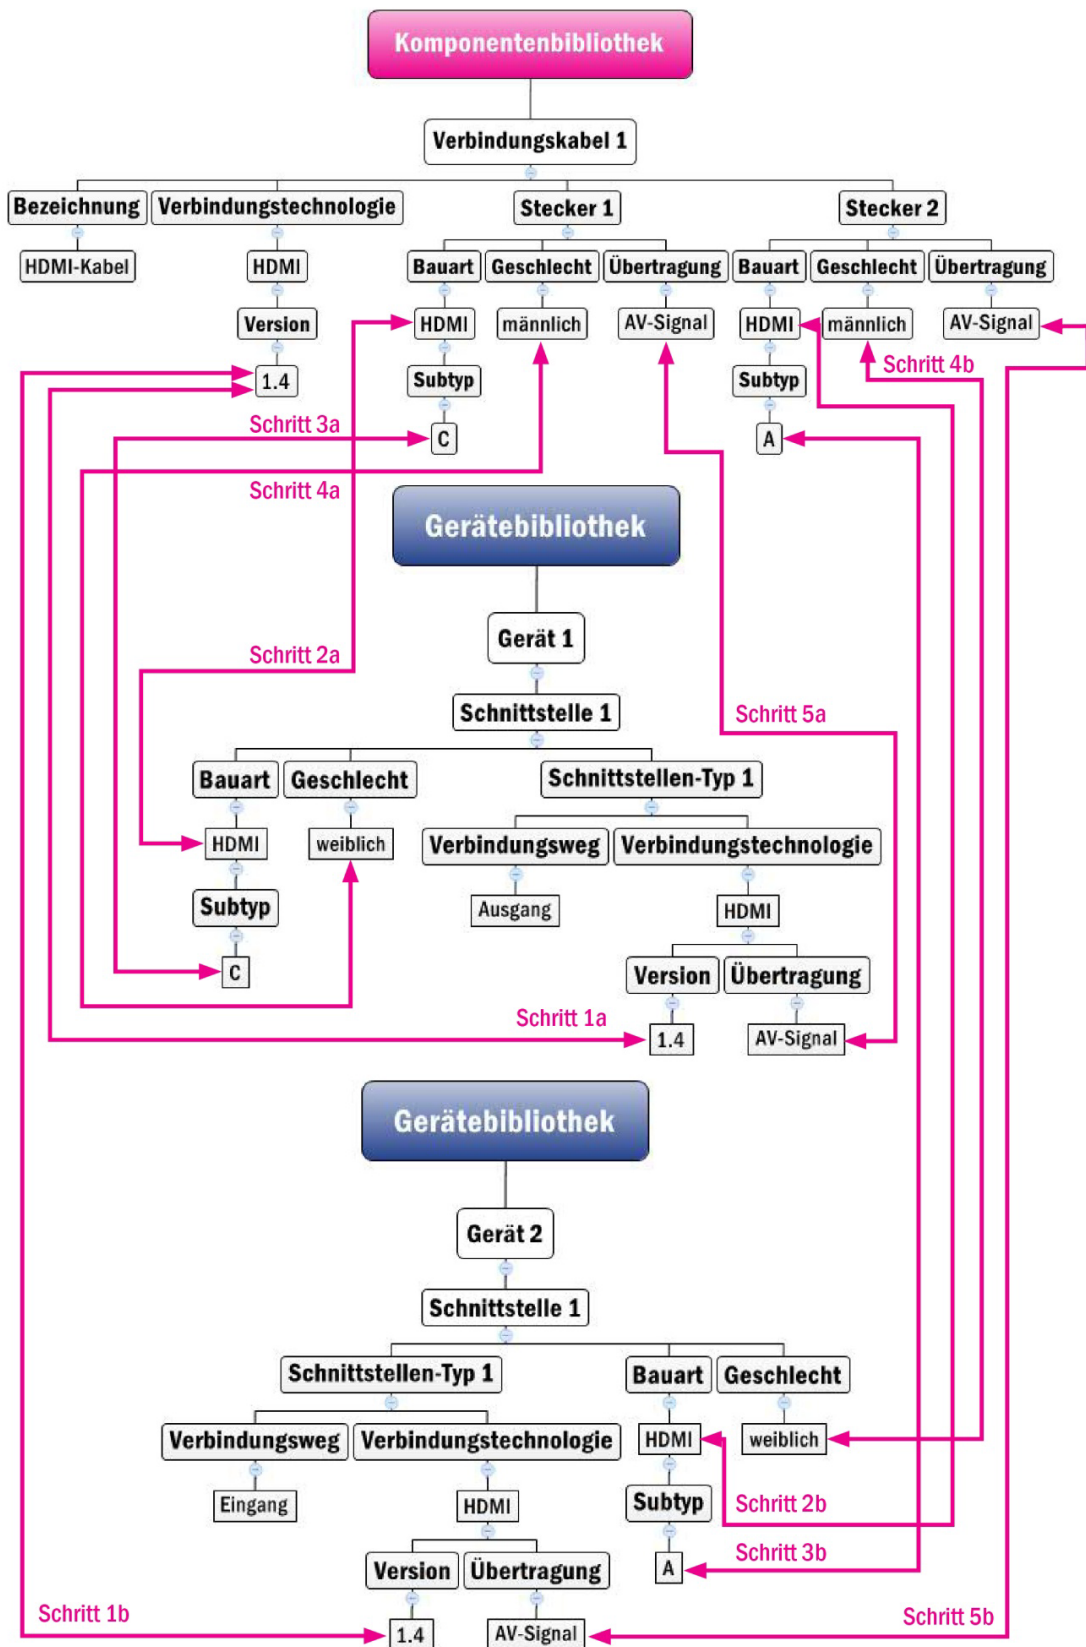 Komponentenbibliothek
Verbindungskabel 1
Bezeichnung Verbindungstechnologie Stecker 1 Stecker 2
HDMI-Kabel HDMI Bauart Geschlecht Übertragung Bauart Geschlecht Übertragung
Version HDMI männlich AV-Signal HDMI männlich AV-Signal
Schritt 4b
1.4 Subtyp Subtyp
Schritt 3a
C A
Schritt 4a
Gerätebibliothek
Gerät 1
Schritt 2a
Schnittstelle 1
Schritt 5a
Bauart Geschlecht Schnittstellen-Typ 1
HDMI weiblich Verbindungsweg Verbindungstechnologie
Subtyp Ausgang HDMI
C Version Übertragung
Schritt 1a
1.4 AV-Signal
Gerätebibliothek
Gerät 2
Schnittstelle 1
Schnittstellen-Typ 1 Bauart Geschlecht
Verbindungsweg Verbindungstechnologie HDMI weiblich
Eingang HDMI Subtyp Schritt 2b
Schritt 3b
Version Übertragung A
Schritt 1b Schritt 5b
1.4 AV-Signal